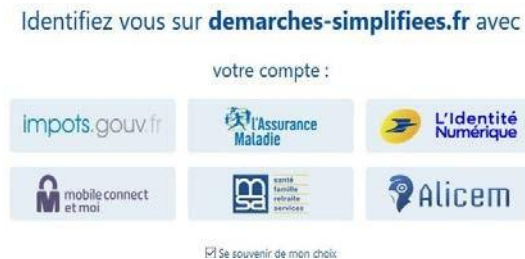 Identifiez vous sur demarches-simplifiees.fr avec
votre compte :
impots.gouv.fr
l'Assurance
Maladie
L'Identité
Numérique
mobile connect
et moi
msa
santé
famille
retraite
services
Alicem
Se souvenir de mon choix